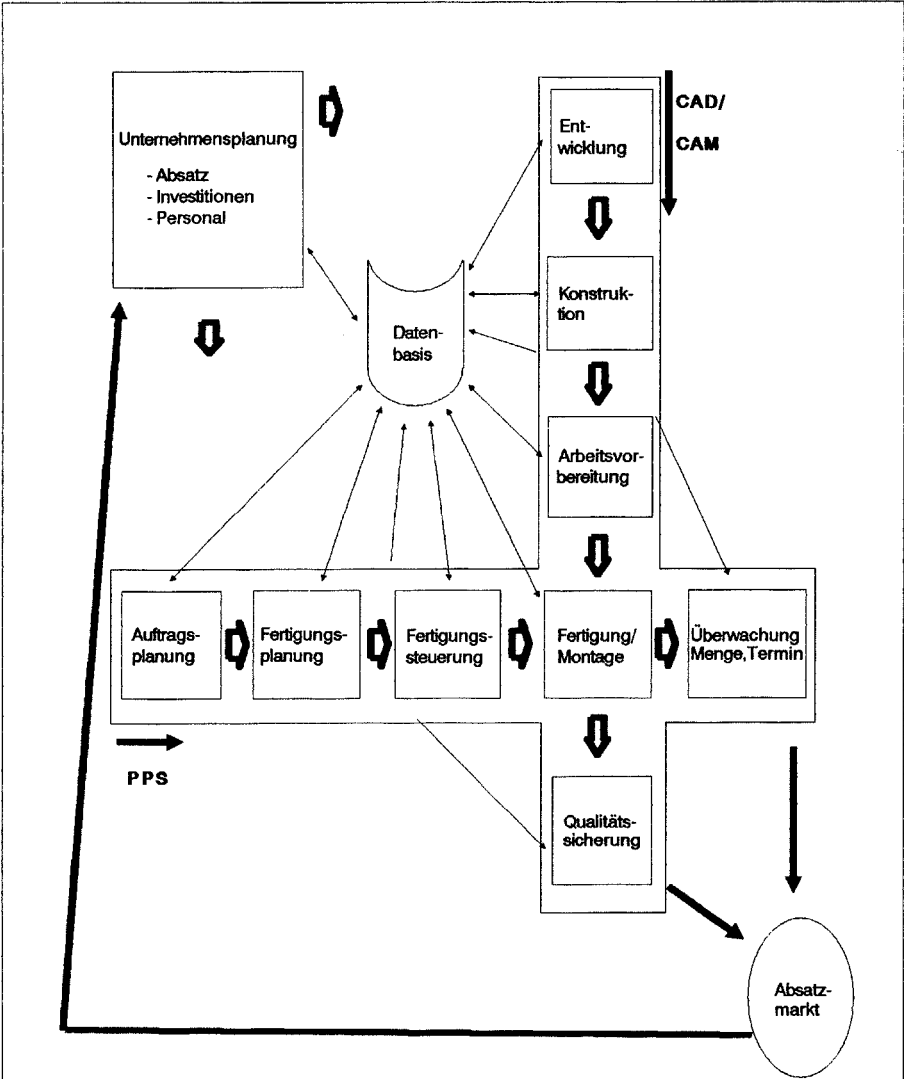 Unternehmensplanung
- Absatz
- Investitionen
- Personal
Ent-
wicklung
CAD/
CAM
Konstruk-
tion
Daten-
basis
Arbeitsvor-
bereitung
Auftrags-
planung
Fertigungs-
planung
Fertigungs-
steuerung
Fertigung/
Montage
Überwachung
Menge,Termin
PPS
Qualitäts-
sicherung
Absatz-
markt